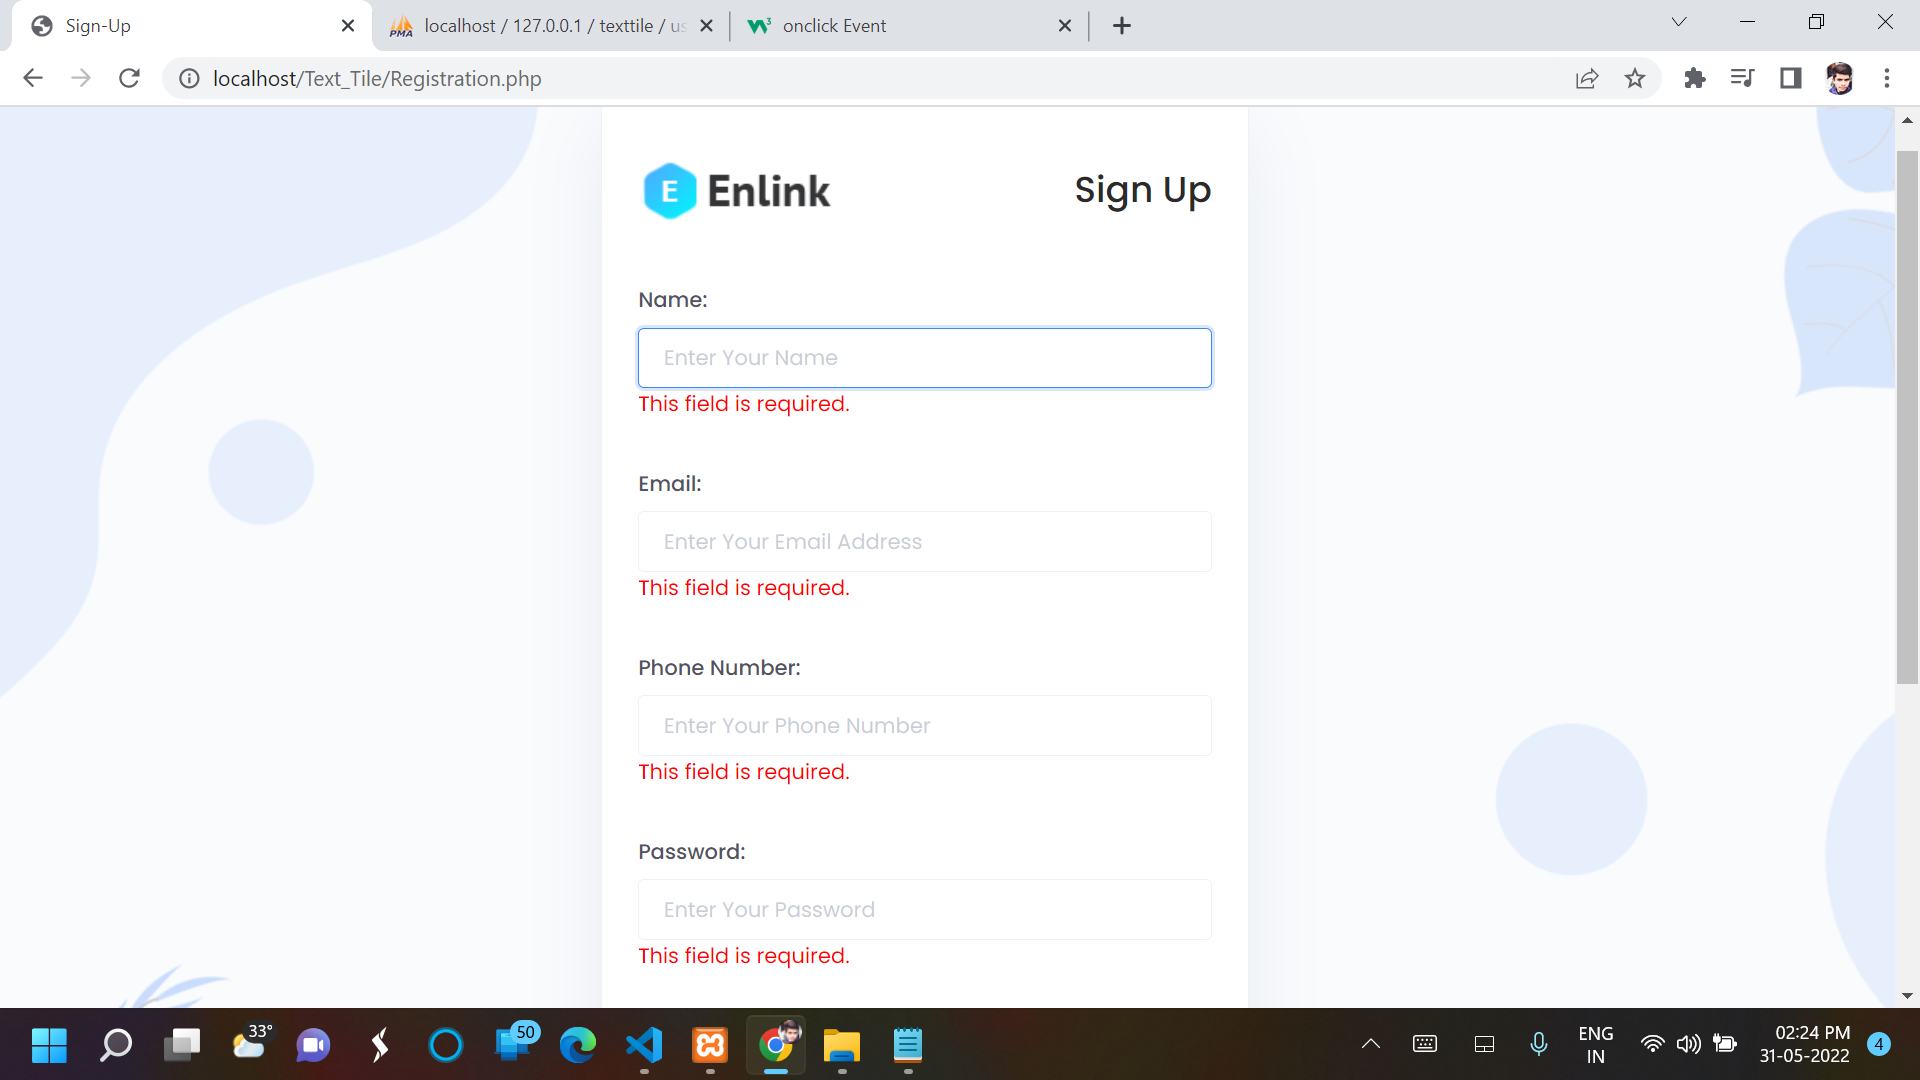 Sign-Up
localhost / 127.0.0.1 / texttile / us
onclick Event
localhost/Text_Tile/Registration.php
E Enlink
Sign Up
Name:
Enter Your Name
This field is required.
Email:
Enter Your Email Address
This field is required.
Phone Number:
Enter Your Phone Number
This field is required.
Password:
Enter Your Password
This field is required.
33°
50
ENG
IN
02:24 PM
31-05-2022
4